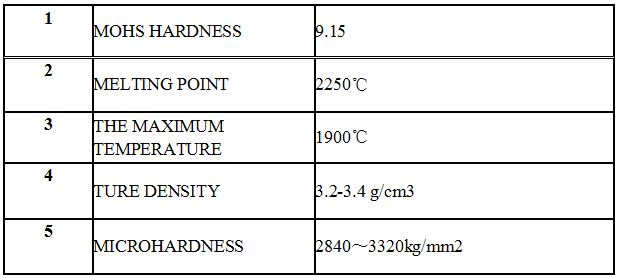 1
MOHS HARDNESS 9.15
2
MELTING POINT 2250℃
3
THE MAXIMUM
TEMPERATURE 1900℃
4
TURE DENSITY 3.2-3.4 g/cm3
5
MICROHARDNESS 2840～3320kg/mm2